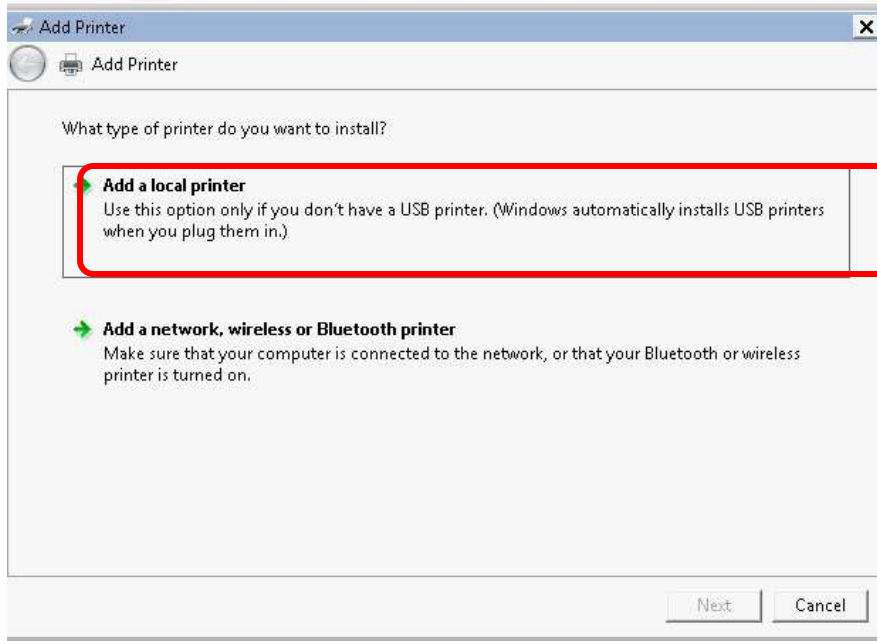 Add Printer
Add Printer
What type of printer do you want to install?
Add a local printer
Use this option only if you don't have a USB printer. (Windows automatically installs USB printers
when you plug them in.)
Add a network, wireless or Bluetooth printer
Make sure that your computer is connected to the network, or that your Bluetooth or wireless
printer is turned on.
Next Cancel